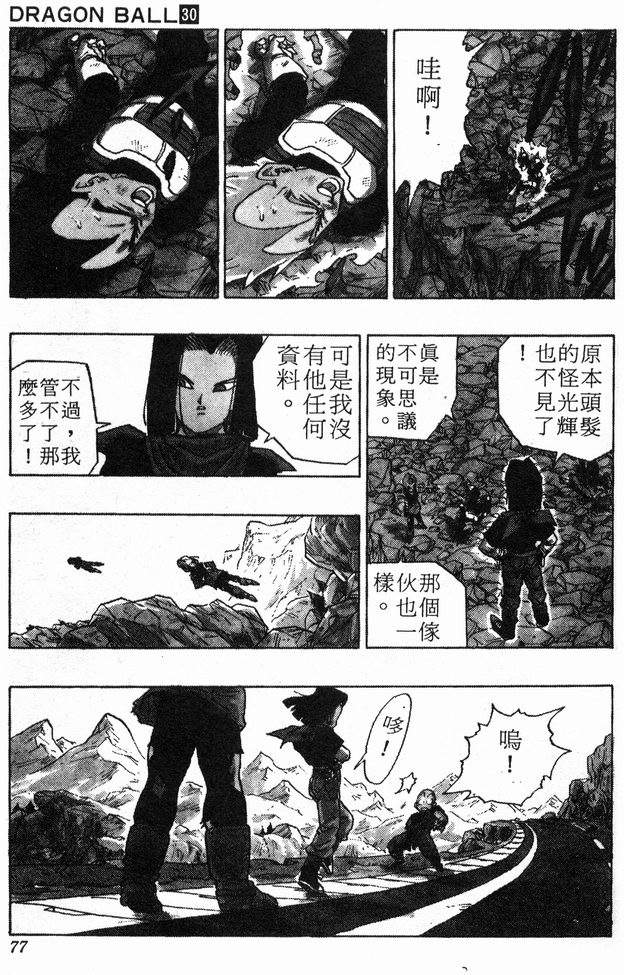 DRAGON BALL 30
哇
啊
！
原本頭髮
的怪光輝
也不見了
！
真是
不可思議
的現象。
那個傢
伙也一
樣。
可是我沒
有他任何
資料。
不過，我
管不了那
麼多了！
嗚
！
哆
！
77